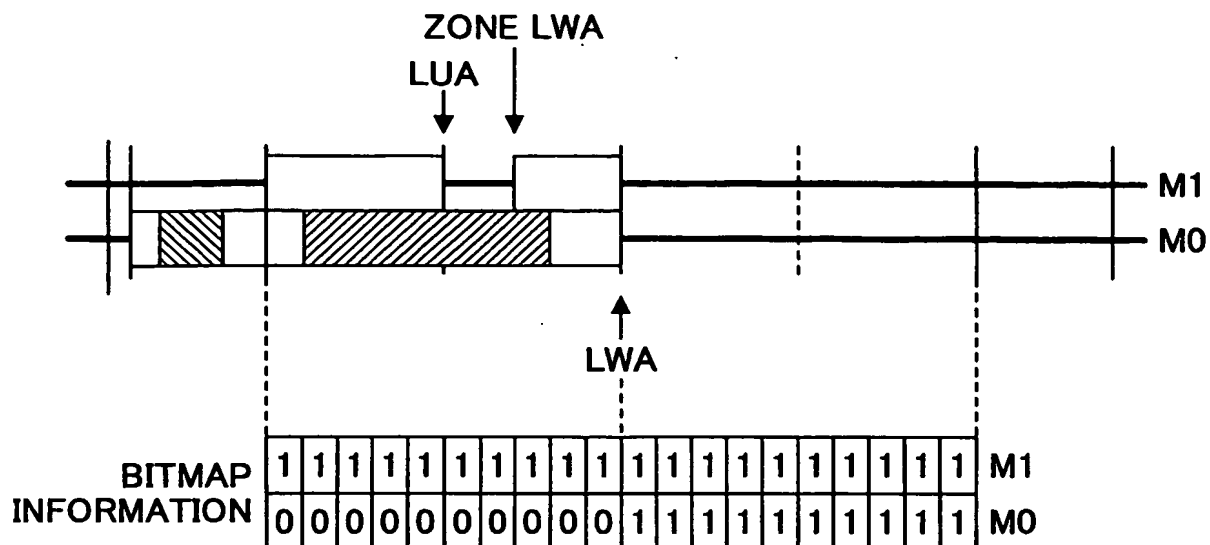 ZONE LWA
LUA
M1
M0
LWA
BITMAP INFORMATION
1 1 1 1 1 1 1 1 1 1 1 1 1 1 1 1 1 1 1 1 M1
0 0 0 0 0 0 0 0 0 0 1 1 1 1 1 1 1 1 1 1 M0